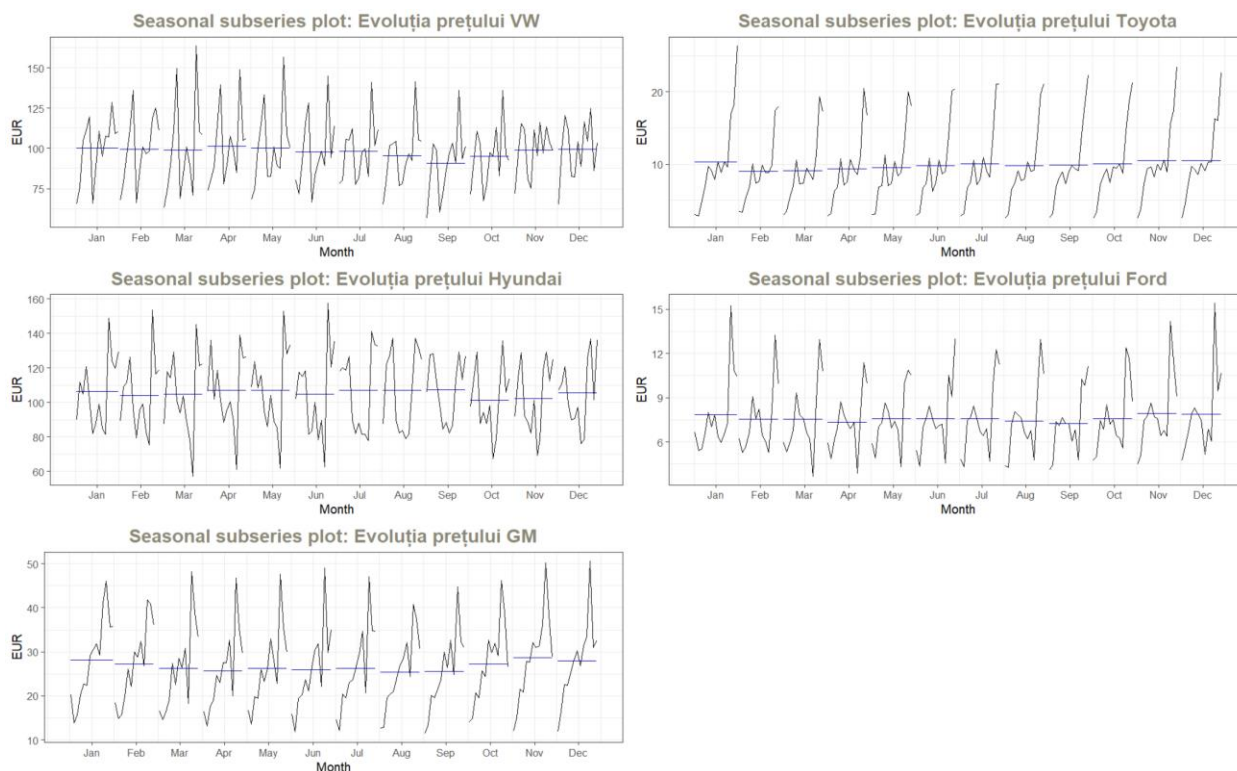 Seasonal subseries plot: Evoluția prețului VW
EUR
150
125
100
75
Jan Feb Mar Apr May Jun Jul Aug Sep Oct Nov Dec
Month
Seasonal subseries plot: Evoluția prețului Toyota
EUR
20
10
Jan Feb Mar Apr May Jun Jul Aug Sep Oct Nov Dec
Month
Seasonal subseries plot: Evoluția prețului Hyundai
EUR
160
140
120
100
80
60
Jan Feb Mar Apr May Jun Jul Aug Sep Oct Nov Dec
Month
Seasonal subseries plot: Evoluția prețului Ford
EUR
15
12
9
6
Jan Feb Mar Apr May Jun Jul Aug Sep Oct Nov Dec
Month
Seasonal subseries plot: Evoluția prețului GM
EUR
50
40
30
20
10
Jan Feb Mar Apr May Jun Jul Aug Sep Oct Nov Dec
Month